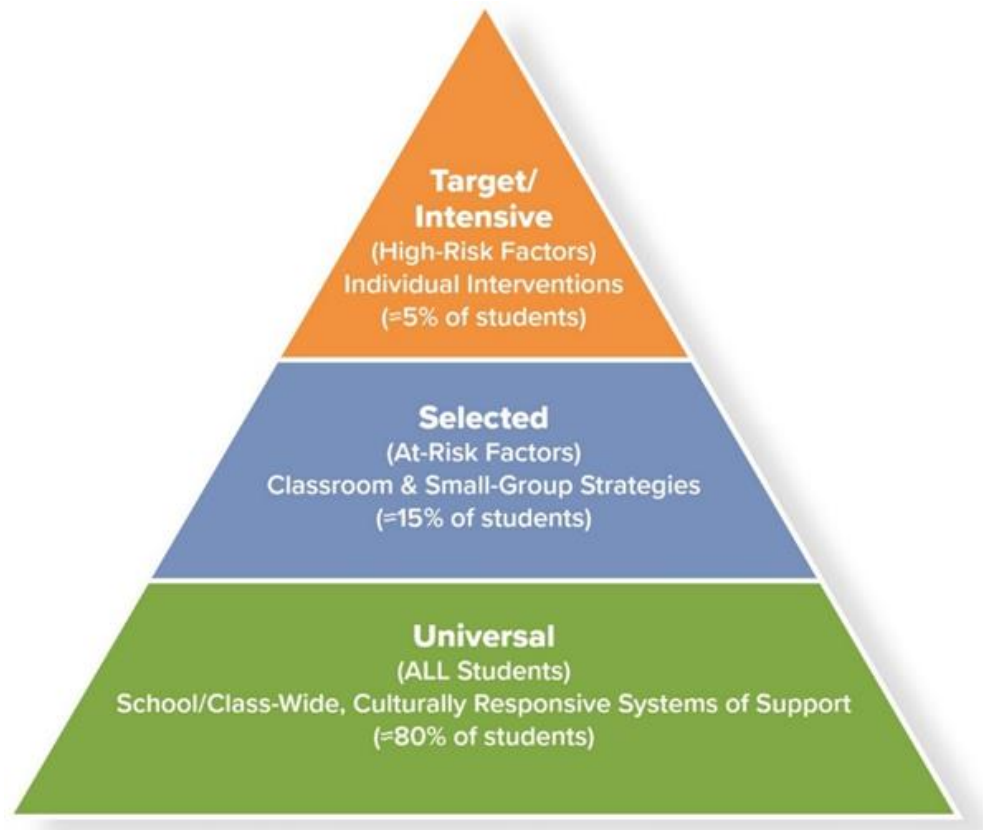 Target/
Intensive
(High-Risk Factors)
Individual Interventions
(≈5% of students)
Selected
(At-Risk Factors)
Classroom & Small-Group Strategies
(≈15% of students)
Universal
(ALL Students)
School/Class-Wide, Culturally Responsive Systems of Support
(≈80% of students)